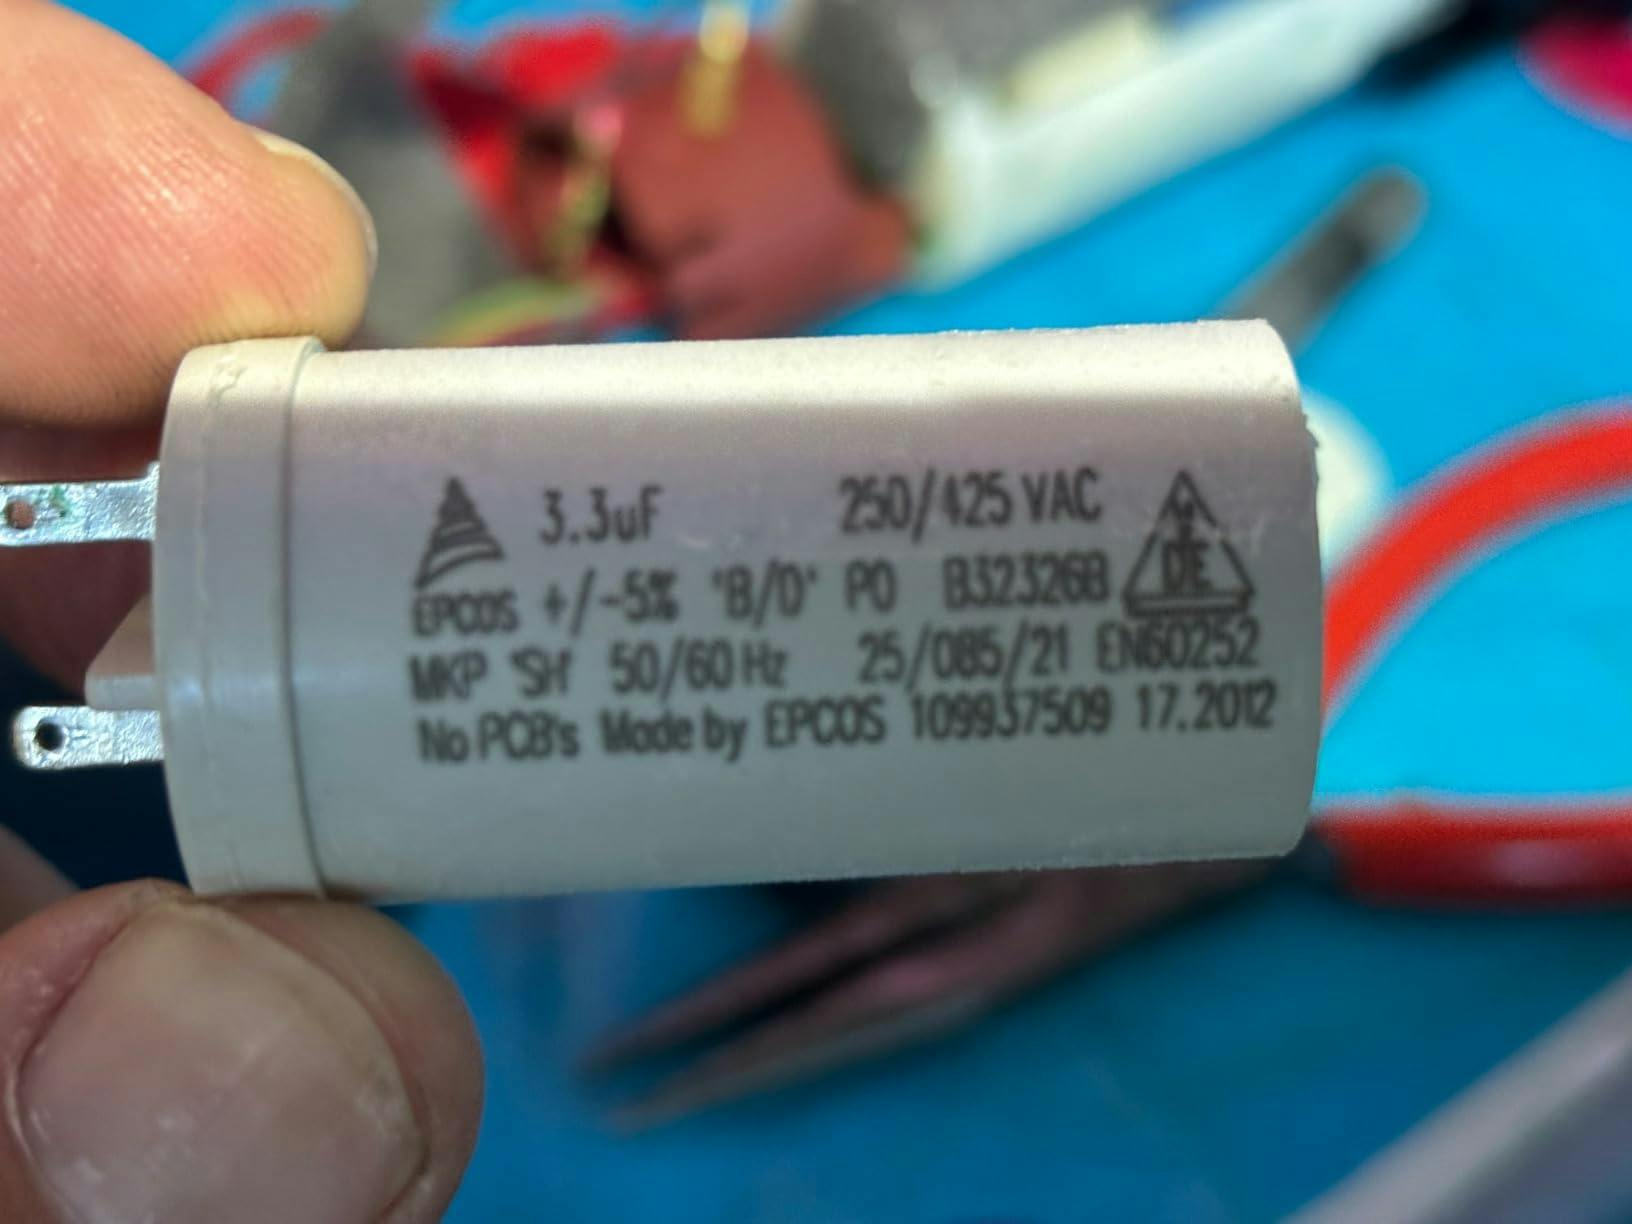 3.3uF 250/425 VAC
EPCOS +/-5% 'B/D' P0 B32326B
MKP 'SH' 50/60 Hz 25/085/21 EN60252
No PCB's Made by EPCOS 109937509 17.2012